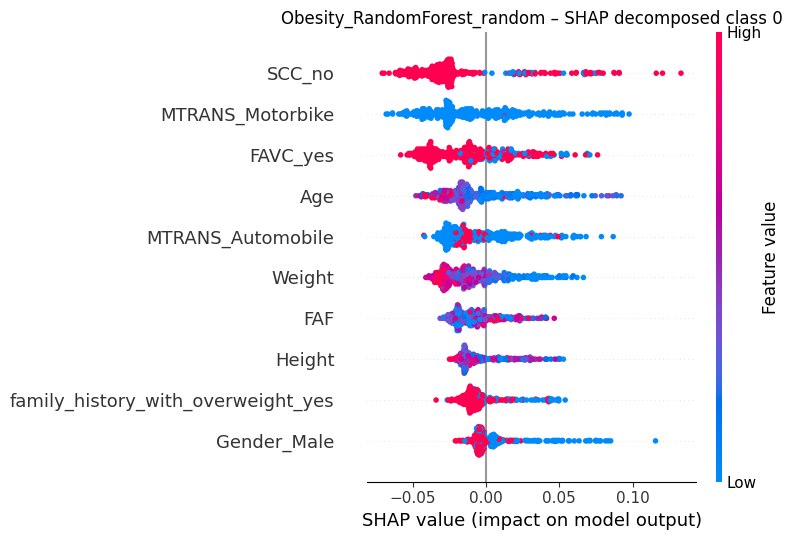 Obesity_RandomForest_random – SHAP decomposed class 0
High
SCC_no
MTRANS_Motorbike
FAVC_yes
Age
MTRANS_Automobile
Weight
FAF
Height
family_history_with_overweight_yes
Gender_Male
Feature value
Low
−0.05 0.00 0.05 0.10
SHAP value (impact on model output)